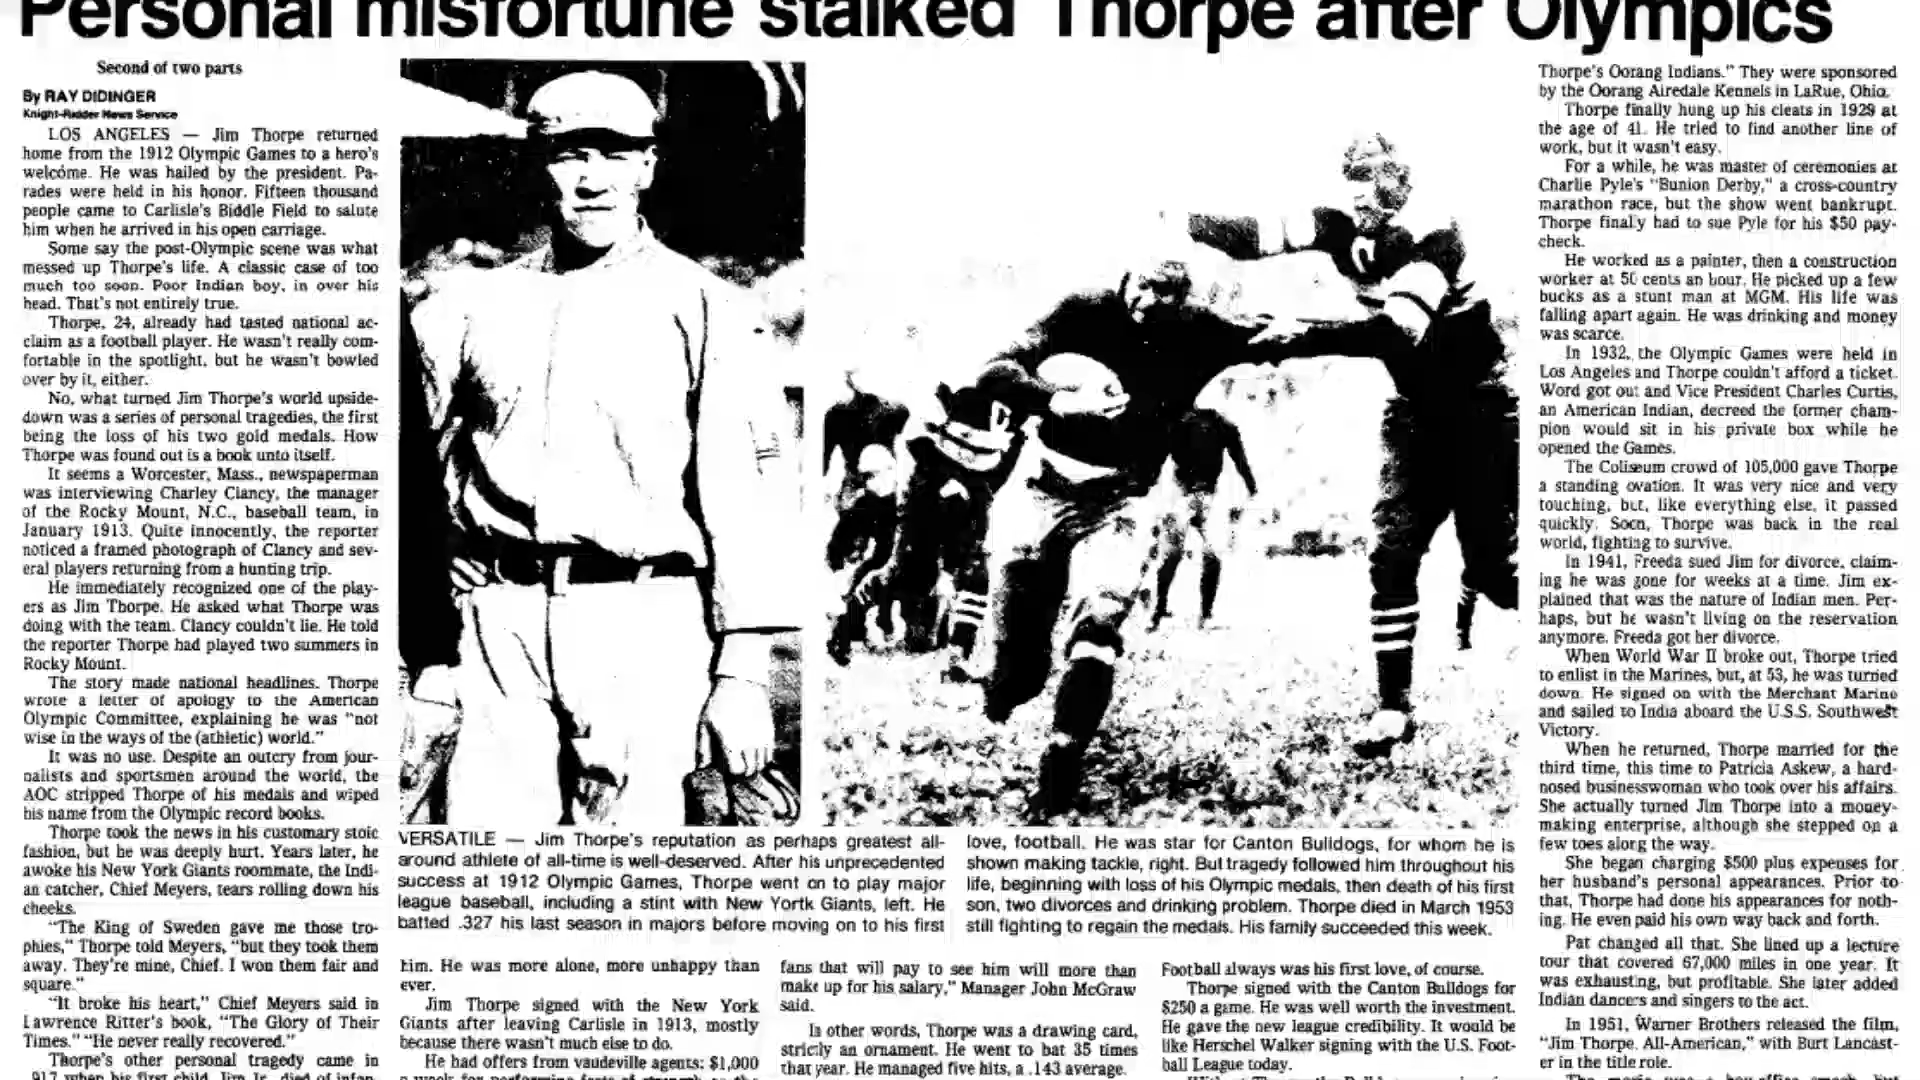 Personal misfortune stalked Thorpe after Olympics
Second of two parts
By RAY DIDINGER
Knight-Ridder News Service
LOS ANGELES — Jim Thorpe returned
home from the 1912 Olympic Games to a hero's
welcome. He was hailed by the president. Pa-
rades were held in his honor. Fifteen thousand
people came to Carlisle's Biddle Field to salute
him when he arrived in his open carriage.
Some say the post-Olympic scene was what
messed up Thorpe's life. A classic case of too
much too soon. Poor Indian boy, in over his
head. That's not entirely true.
Thorpe, 24, already had tasted national ac-
claim as a football player. He wasn't really com-
fortable in the spotlight, but he wasn't bowled
over by it, either.
No, what turned Jim Thorpe's world upside-
down was a series of personal tragedies, the first
being the loss of his two gold medals. How
Thorpe was found out is a book unto itself.
It seems a Worcester, Mass., newspaperman
was interviewing Charley Clancy, the manager
of the Rocky Mount, N.C., baseball team, in
January 1913. Quite innocently, the reporter
noticed a framed photograph of Clancy and sev-
eral players returning from a hunting trip.
He immediately recognized one of the play-
ers as Jim Thorpe. He asked what Thorpe was
doing with the team. Clancy couldn't lie. He told
the reporter Thorpe had played two summers in
Rocky Mount.
The story made national headlines. Thorpe
wrote a letter of apology to the American
Olympic Committee, explaining he was "not
wise in the ways of the (athletic) world."
It was no use. Despite an outcry from jour-
nalists and sportsmen around the world, the
AOC stripped Thorpe of his medals and wiped
his name from the Olympic record books.
Thorpe took the news in his customary stoic
fashion, but he was deeply hurt. Years later, he
awoke his New York Giants roommate, the Indi-
an catcher, Chief Meyers, tears rolling down his
cheeks.
"The King of Sweden gave me those tro-
phies," Thorpe told Meyers, "but they took them
away. They're mine, Chief. I won them fair and
square."
"It broke his heart," Chief Meyers said in
Lawrence Ritter's book, "The Glory of Their
Times." "He never really recovered."
Thorpe's other personal tragedy came in
917 when his first child, Jim Jr., died of infan-
VERSATILE — Jim Thorpe's reputation as perhaps greatest all-
around athlete of all-time is well-deserved. After his unprecedented
success at 1912 Olympic Games, Thorpe went on to play major
league baseball, including a stint with New Yortk Giants, left. He
batted .327 his last season in majors before moving on to his first
love, football. He was star for Canton Bulldogs, for whom he is
shown making tackle, right. But tragedy followed him throughout his
life, beginning with loss of his Olympic medals, then death of his first
son, two divorces and drinking problem. Thorpe died in March 1953
still fighting to regain the medals. His family succeeded this week.
him. He was more alone, more unhappy than
ever.
Jim Thorpe signed with the New York
Giants after leaving Carlisle in 1913, mostly
because there wasn't much else to do.
He had offers from vaudeville agents: $1,000
a week for performing feats of strength
fans that will pay to see him will more than
make up for his salary," Manager John McGraw
said.
In other words, Thorpe was a drawing card,
strictly an ornament. He went to bat 35 times
that year. He managed five hits, a .143 average.
Football always was his first love, of course.
Thorpe signed with the Canton Bulldogs for
$250 a game. He was well worth the investment.
He gave the new league credibility. It would be
like Herschel Walker signing with the U.S. Foot-
ball League today.
Thorpe's Oorang Indians." They were sponsored
by the Oorang Airedale Kennels in LaRue, Ohio.
Thorpe finally hung up his cleats in 1929 at
the age of 41. He tried to find another line of
work, but it wasn't easy.
For a while, he was master of ceremonies at
Charlie Pyle's "Bunion Derby," a cross-country
marathon race, but the show went bankrupt.
Thorpe finally had to sue Pyle for his $50 pay-
check.
He worked as a painter, then a construction
worker at 50 cents an hour. He picked up a few
bucks as a stunt man at MGM. His life was
falling apart again. He was drinking and money
was scarce.
In 1932, the Olympic Games were held in
Los Angeles and Thorpe couldn't afford a ticket.
Word got out and Vice President Charles Curtis,
an American Indian, decreed the former cham-
pion would sit in his private box while he
opened the Games.
The Coliseum crowd of 105,000 gave Thorpe
a standing ovation. It was very nice and very
touching, but, like everything else, it passed
quickly. Soon, Thorpe was back in the real
world, fighting to survive.
In 1941, Freeda sued Jim for divorce, claim-
ing he was gone for weeks at a time. Jim ex-
plained that was the nature of Indian men. Per-
haps, but he wasn't living on the reservation
anymore. Freeda got her divorce.
When World War II broke out, Thorpe tried
to enlist in the Marines, but, at 53, he was turned
down. He signed on with the Merchant Marine
and sailed to India aboard the U.S.S. Southwest
Victory.
When he returned, Thorpe married for the
third time, this time to Patricia Askew, a hard-
nosed businesswoman who took over his affairs.
She actually turned Jim Thorpe into a money-
making enterprise, although she stepped on a
few toes along the way.
She began charging $500 plus expenses for
her husband's personal appearances. Prior to
that, Thorpe had done his appearances for noth-
ing. He even paid his own way back and forth.
Pat changed all that. She lined up a lecture
tour that covered 67,000 miles in one year. It
was exhausting, but profitable. She later added
Indian dancers and singers to the act.
In 1951, Warner Brothers released the film,
"Jim Thorpe, All-American," with Burt Lancast-
er in the title role.